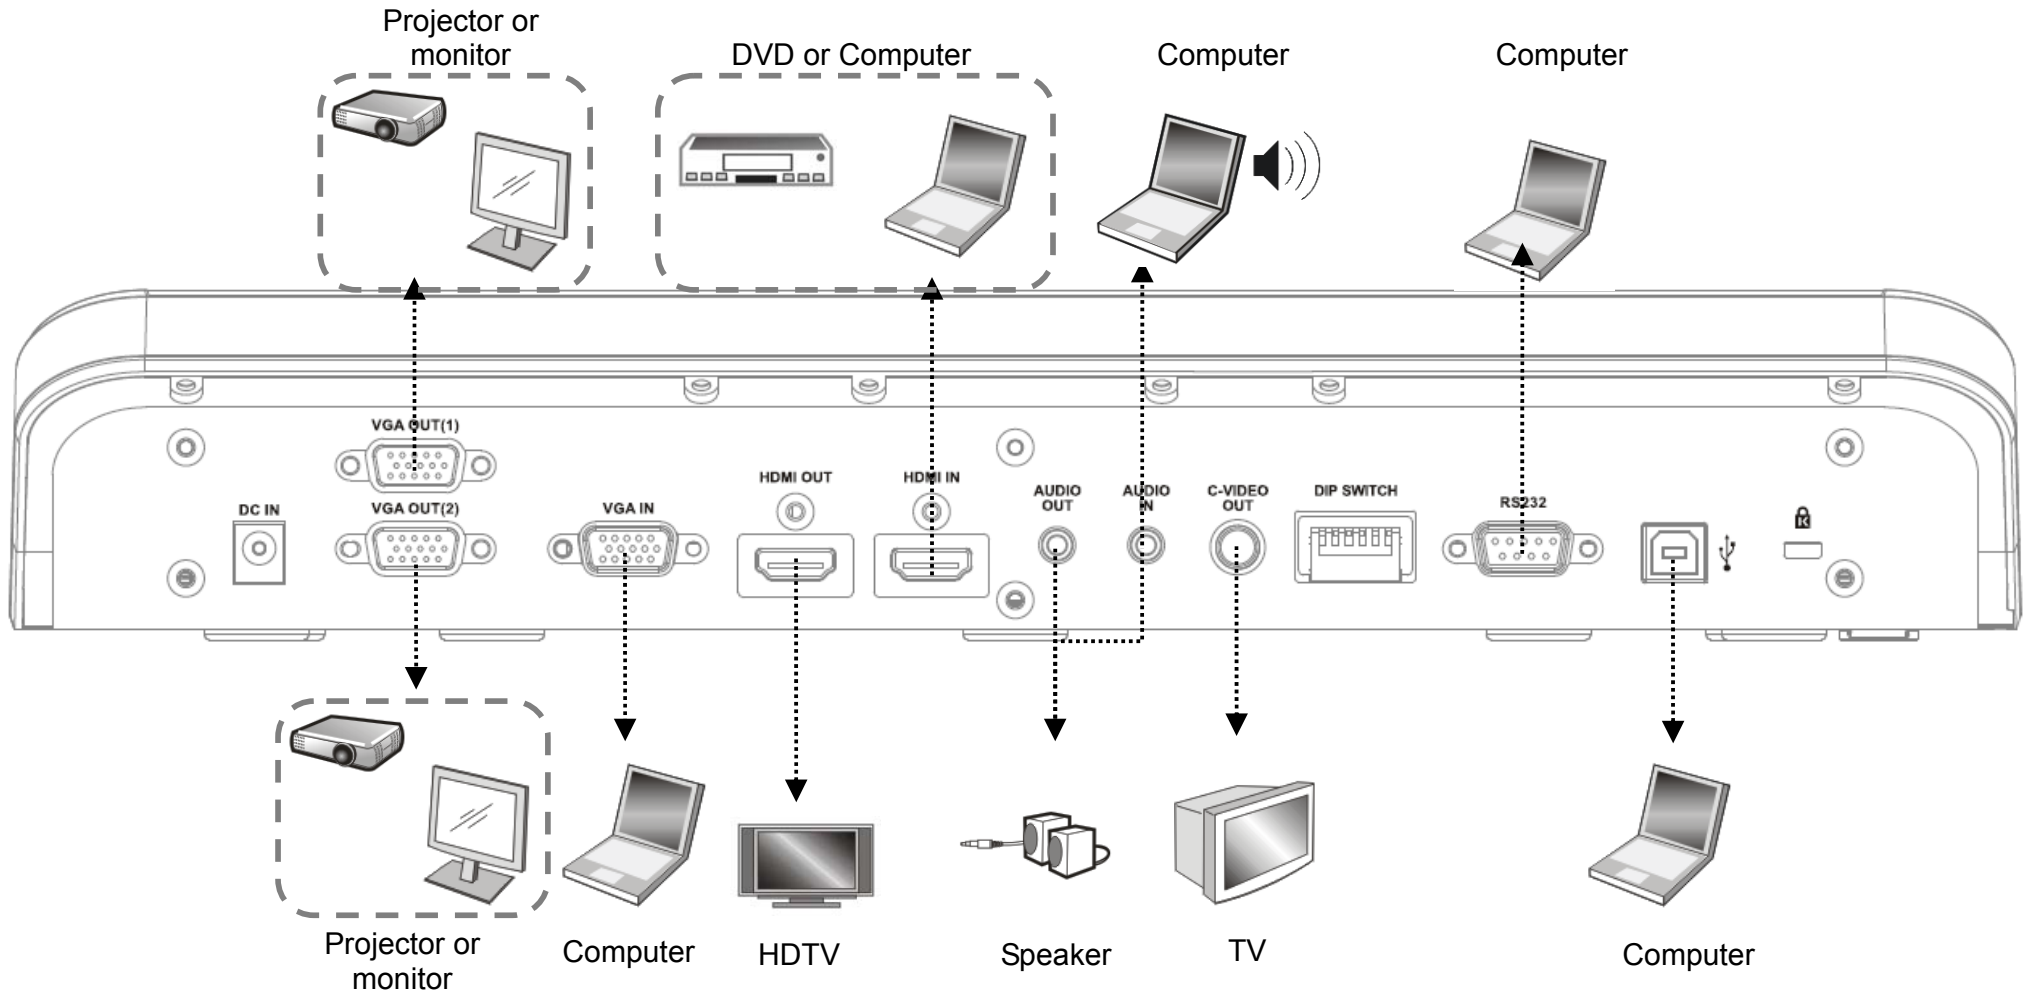 Projector or
monitor
DVD or Computer
Computer
Computer
VGA OUT(1)
HDMI OUT
HDMI IN
AUDIO
OUT
AUDIO
IN
C-VIDEO
OUT
DIP SWITCH
DC IN
VGA OUT(2)
VGA IN
RS232
K
Projector or
monitor
Computer
HDTV
Speaker
TV
Computer